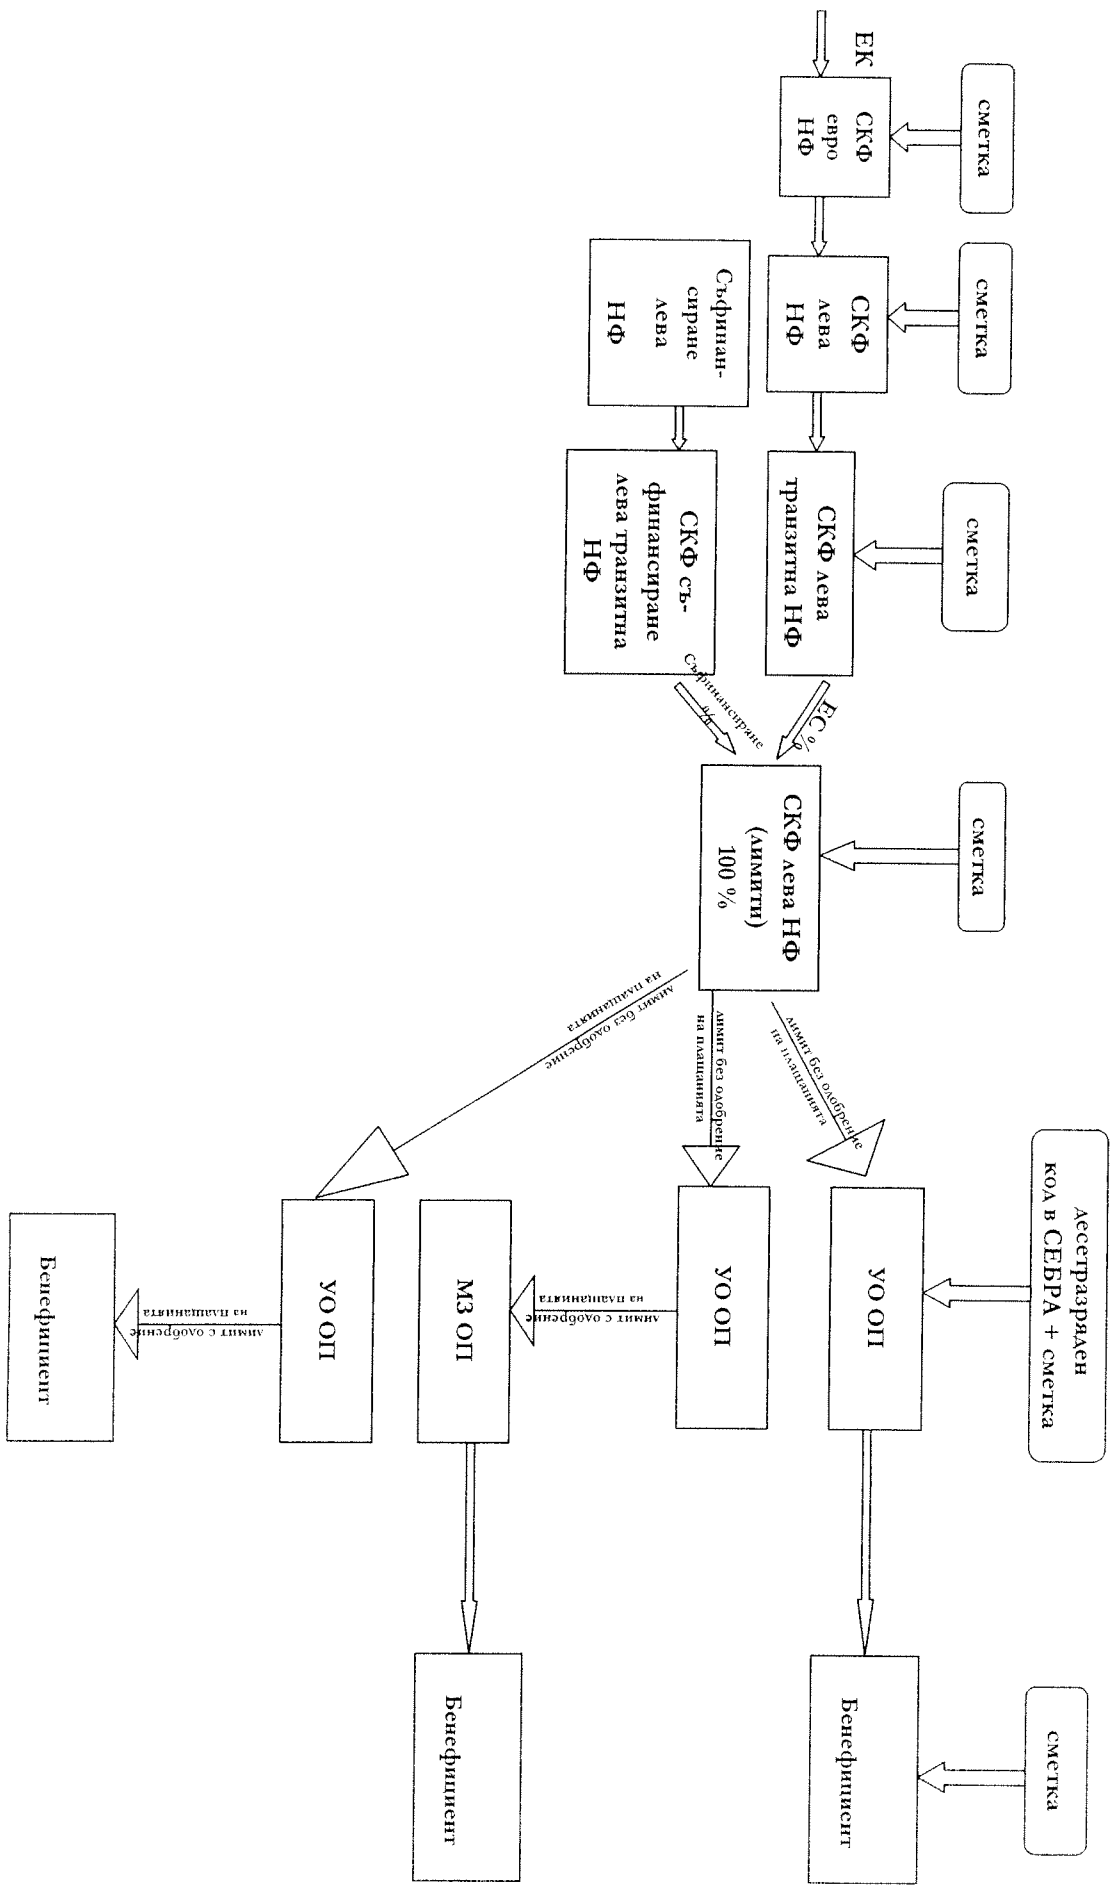 сметка
сметка
сметка
сметка
десетразряден
код в СЕБРА + сметка
сметка
ЕК
СКФ
евро
НФ
СКФ
лева
НФ
СКФ лева
транзитна НФ
ЕС %
Съфинан-
сиране
лева
НФ
СКФ съ-
финансиране
лева транзитна
НФ
съфинансиране
%
СКФ лева НФ
(лимити)
100 %
лимит без одобрение
на плащанията
УО ОП
Бенефициент
лимит без одобрение
на плащанията
УО ОП
лимит с одобрение
на плащанията
МЗ ОП
Бенефициент
лимит без одобрение
на плащанията
УО ОП
лимит с одобрение
на плащанията
Бенефициент